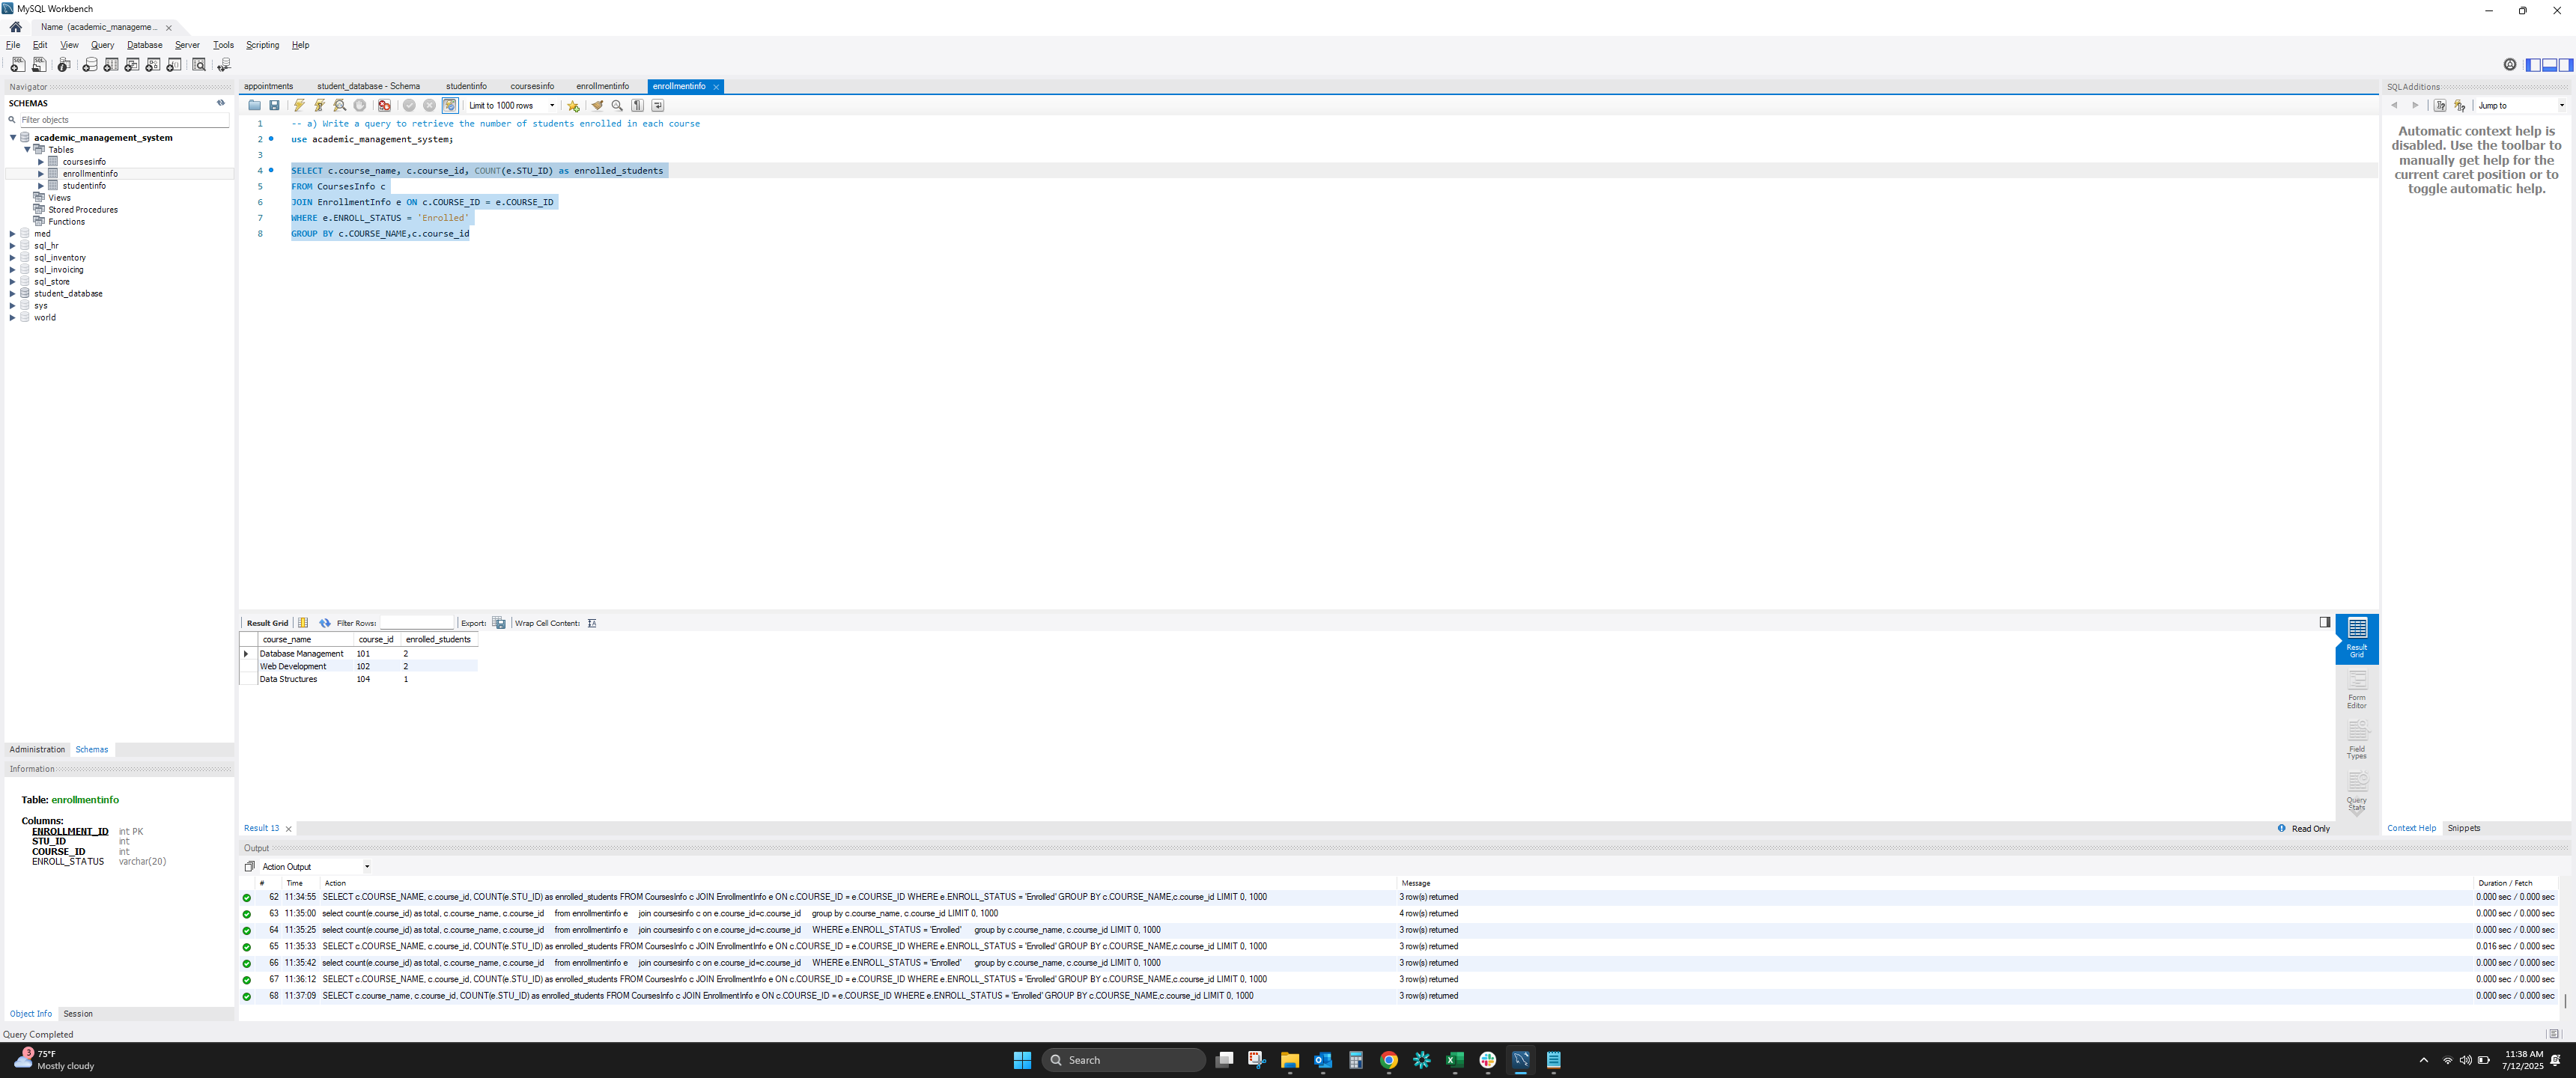 MySQL Workbench
Name (academic_manageme...
File Edit View Query Database Server Tools Scripting Help
Navigator
SCHEMAS
Filter objects
academic_management_system
Tables
coursesinfo
enrollmentinfo
studentinfo
Views
Stored Procedures
Functions
med
sql_hr
sql_inventory
sql_invoicing
sql_store
student_database
sys
world
Administration Schemas
Information
Table: enrollmentinfo
Columns:
ENROLLMENT_ID int PK
STU_ID int
COURSE_ID int
ENROLL_STATUS varchar(20)
Object Info Session
Query Completed
appointments student_database - Schema studentinfo coursesinfo enrollmentinfo enrollmentinfo
Limit to 1000 rows
1 -- a) Write a query to retrieve the number of students enrolled in each course
2 use academic_management_system;
3
4 SELECT c.course_name, c.course_id, COUNT(e.STU_ID) as enrolled_students
5 FROM CoursesInfo c
6 JOIN EnrollmentInfo e ON c.COURSE_ID = e.COURSE_ID
7 WHERE e.ENROLL_STATUS = 'Enrolled'
8 GROUP BY c.COURSE_NAME,c.course_id
Result Grid Filter Rows: Export: Wrap Cell Content:
course_name course_id enrolled_students
Database Management 101 2
Web Development 102 2
Data Structures 104 1
Result Grid
Form Editor
Field Types
Query Stats
Result 13
Read Only
Output
Action Output
# Time Action Message Duration / Fetch
62 11:34:55 SELECT c.COURSE_NAME, c.course_id, COUNT(e.STU_ID) as enrolled_students FROM CoursesInfo c JOIN EnrollmentInfo e ON c.COURSE_ID = e.COURSE_ID WHERE e.ENROLL_STATUS = 'Enrolled' GROUP BY c.COURSE_NAME,c.course_id LIMIT 0, 1000 3 row(s) returned 0.000 sec / 0.000 sec
63 11:35:00 select count(e.course_id) as total, c.course_name, c.course_id from enrollmentinfo e join coursesinfo c on e.course_id=c.course_id group by c.course_name, c.course_id LIMIT 0, 1000 4 row(s) returned 0.000 sec / 0.000 sec
64 11:35:25 select count(e.course_id) as total, c.course_name, c.course_id from enrollmentinfo e join coursesinfo c on e.course_id=c.course_id WHERE e.ENROLL_STATUS = 'Enrolled' group by c.course_name, c.course_id LIMIT 0, 1000 3 row(s) returned 0.000 sec / 0.000 sec
65 11:35:33 SELECT c.COURSE_NAME, c.course_id, COUNT(e.STU_ID) as enrolled_students FROM CoursesInfo c JOIN EnrollmentInfo e ON c.COURSE_ID = e.COURSE_ID WHERE e.ENROLL_STATUS = 'Enrolled' GROUP BY c.COURSE_NAME,c.course_id LIMIT 0, 1000 3 row(s) returned 0.016 sec / 0.000 sec
66 11:35:42 select count(e.course_id) as total, c.course_name, c.course_id from enrollmentinfo e join coursesinfo c on e.course_id=c.course_id WHERE e.ENROLL_STATUS = 'Enrolled' group by c.course_name, c.course_id LIMIT 0, 1000 3 row(s) returned 0.000 sec / 0.000 sec
67 11:36:12 SELECT c.COURSE_NAME, c.course_id, COUNT(e.STU_ID) as enrolled_students FROM CoursesInfo c JOIN EnrollmentInfo e ON c.COURSE_ID = e.COURSE_ID WHERE e.ENROLL_STATUS = 'Enrolled' GROUP BY c.COURSE_NAME,c.course_id LIMIT 0, 1000 3 row(s) returned 0.000 sec / 0.000 sec
68 11:37:09 SELECT c.course_name, c.course_id, COUNT(e.STU_ID) as enrolled_students FROM CoursesInfo c JOIN EnrollmentInfo e ON c.COURSE_ID = e.COURSE_ID WHERE e.ENROLL_STATUS = 'Enrolled' GROUP BY c.COURSE_NAME,c.course_id LIMIT 0, 1000 3 row(s) returned 0.000 sec / 0.000 sec
SQLAdditions
Jump to
Automatic context help is
disabled. Use the toolbar to
manually get help for the
current caret position or to
toggle automatic help.
Context Help Snippets
3
75°F
Mostly cloudy
Search
11:38 AM
7/12/2025